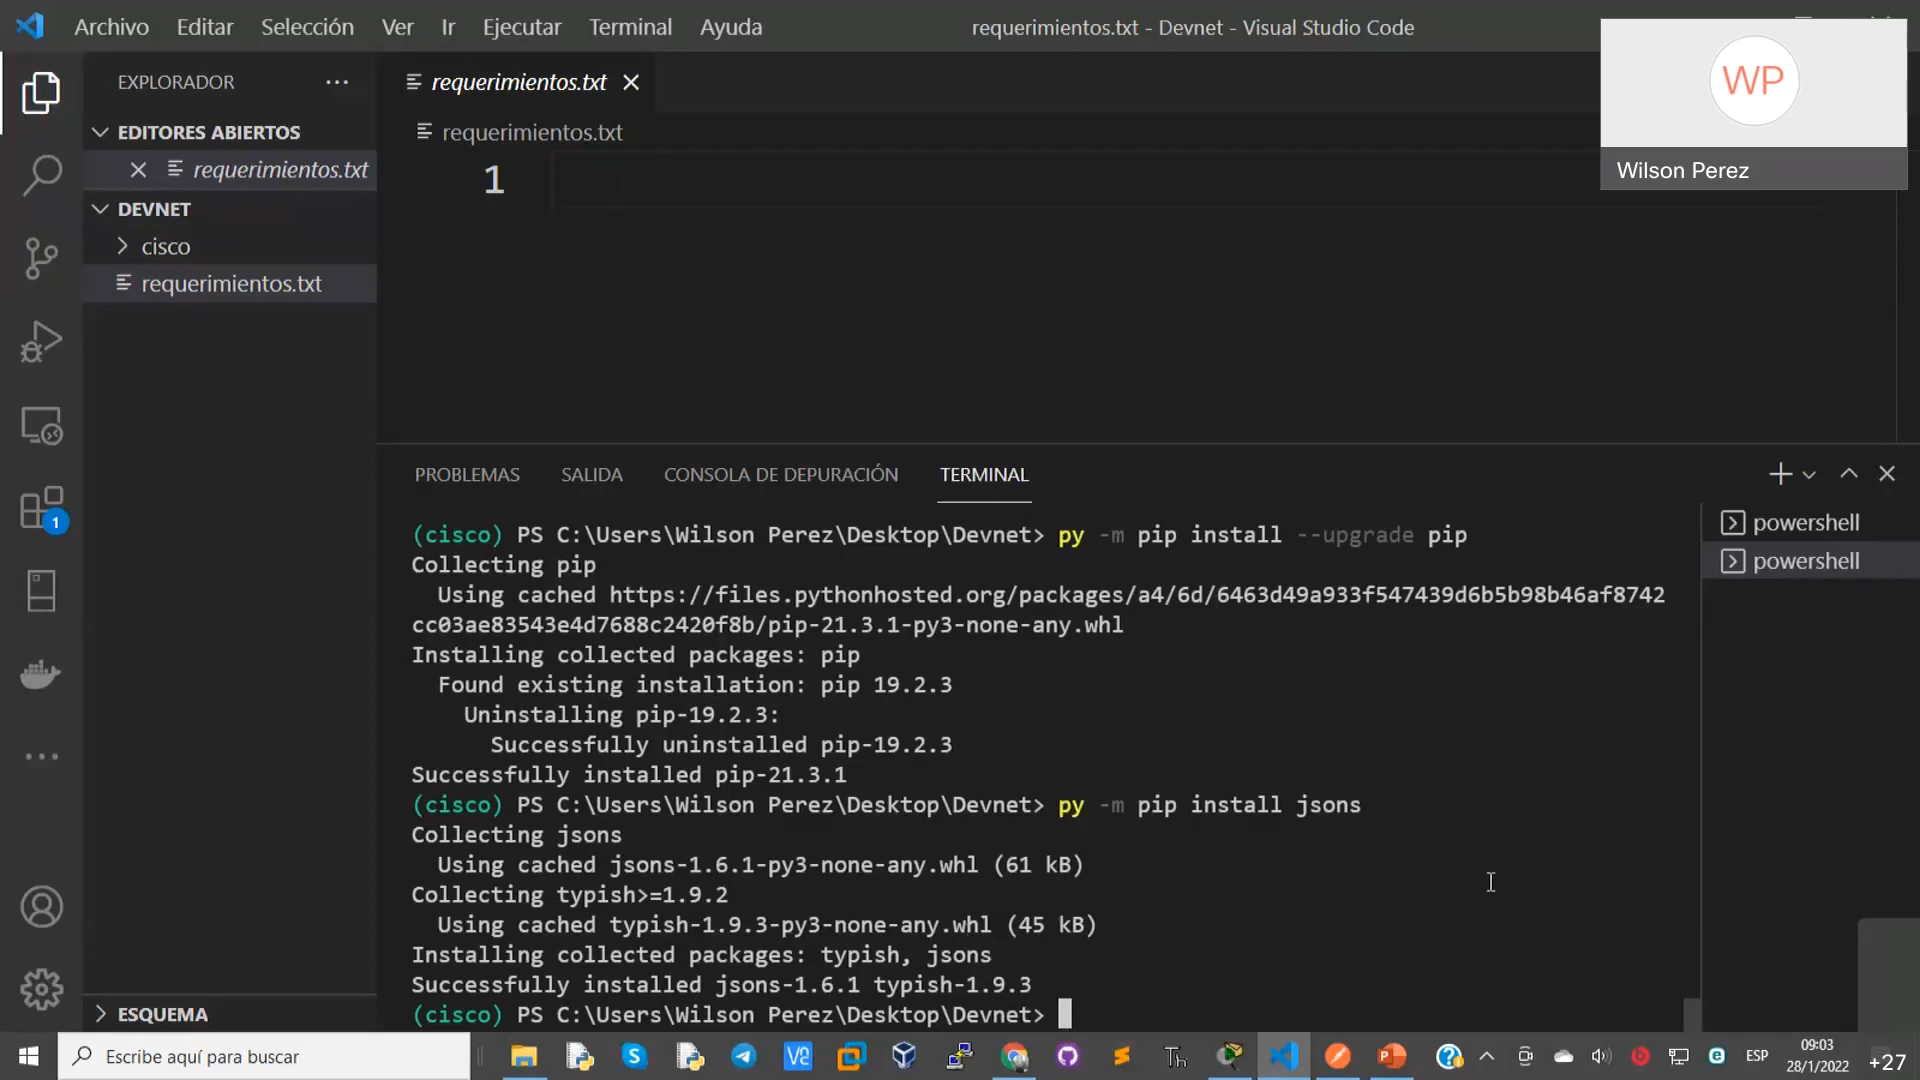 Archivo Editar Selección Ver Ir Ejecutar Terminal Ayuda
requerimientos.txt - Devnet - Visual Studio Code
WP
Wilson Perez
EXPLORADOR
EDITORES ABIERTOS
requerimientos.txt
DEVNET
cisco
requerimientos.txt
1
ESQUEMA
requerimientos.txt
requerimientos.txt
1
PROBLEMAS SALIDA CONSOLA DE DEPURACIÓN TERMINAL
(cisco) PS C:\Users\Wilson Perez\Desktop\Devnet> py -m pip install --upgrade pip
Collecting pip
Using cached https://files.pythonhosted.org/packages/a4/6d/6463d49a933f547439d6b5b98b46af8742
cc03ae83543e4d7688c2420f8b/pip-21.3.1-py3-none-any.whl
Installing collected packages: pip
Found existing installation: pip 19.2.3
Uninstalling pip-19.2.3:
Successfully uninstalled pip-19.2.3
Successfully installed pip-21.3.1
(cisco) PS C:\Users\Wilson Perez\Desktop\Devnet> py -m pip install jsons
Collecting jsons
Using cached jsons-1.6.1-py3-none-any.whl (61 kB)
Collecting typish>=1.9.2
Using cached typish-1.9.3-py3-none-any.whl (45 kB)
Installing collected packages: typish, jsons
Successfully installed jsons-1.6.1 typish-1.9.3
(cisco) PS C:\Users\Wilson Perez\Desktop\Devnet>
powershell
powershell
Escribe aquí para buscar
ESP
09:03
28/1/2022
+27